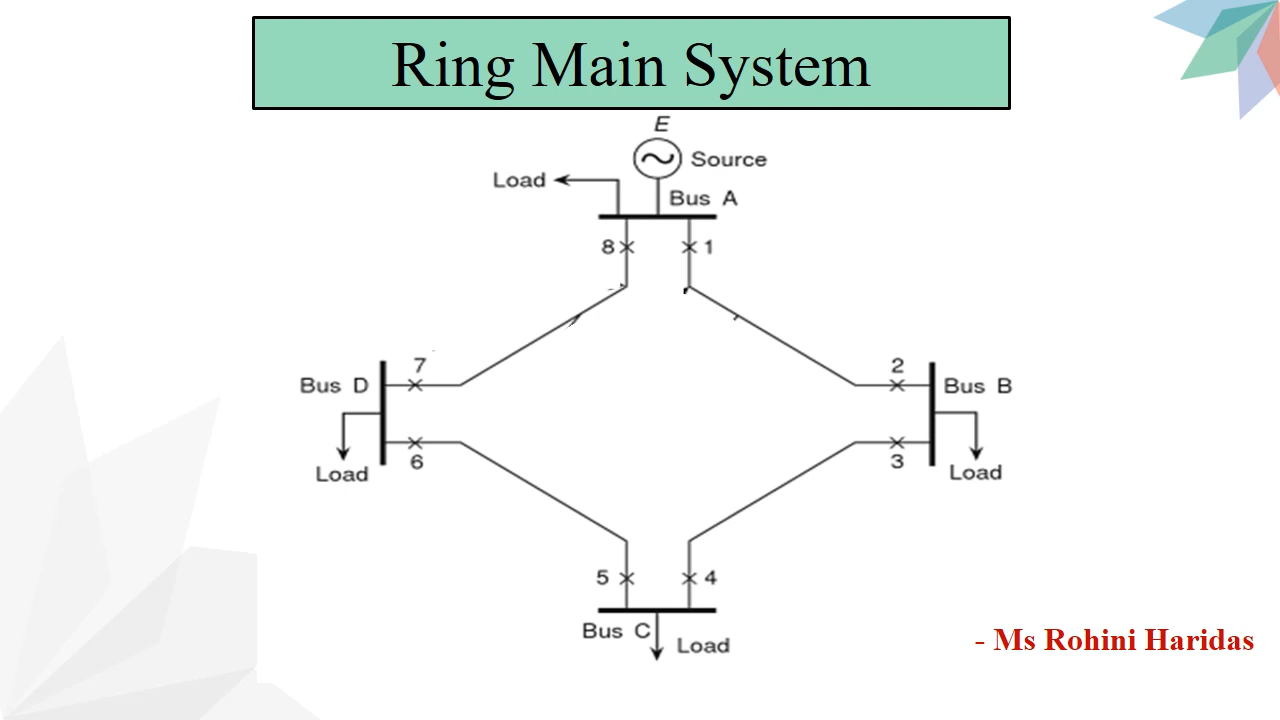 Ring Main System
E
Source
Load
Bus A
8
1
7
2
Bus D
Bus B
6
3
Load
Load
5
4
Bus C
Load
- Ms Rohini Haridas